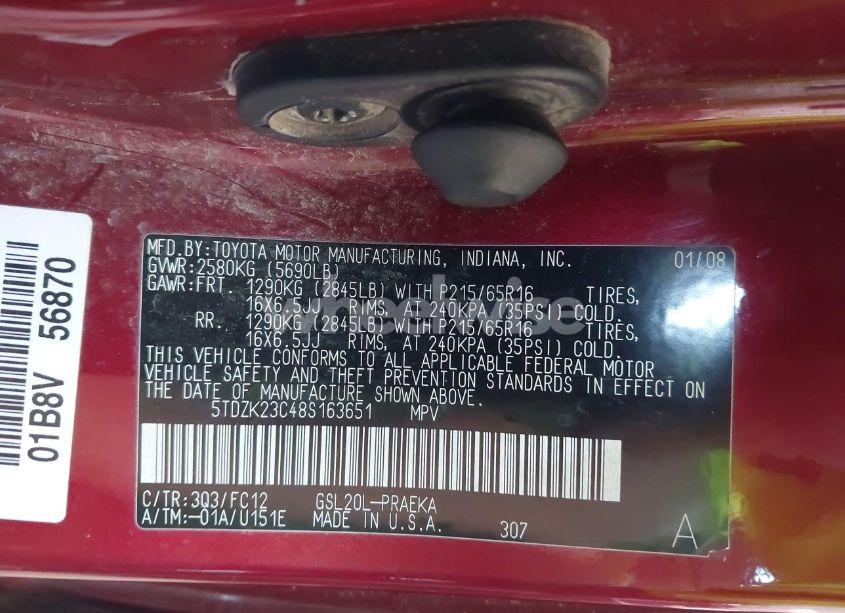 MFD.BY:TOYOTA MOTOR MANUFACTURING, INDIANA, INC. 01/08
GVWR:2580KG (5690LB)
GAWR:FRT. 1290KG (2845LB) WITH P215/65R16 TIRES,
16X6.5JJ RIMS, AT 240KPA (35PSI) COLD.
RR. 1290KG (2845LB) WITH P215/65R16 TIRES,
16X6.5JJ RIMS, AT 240KPA (35PSI) COLD.
THIS VEHICLE CONFORMS TO ALL APPLICABLE FEDERAL MOTOR
VEHICLE SAFETY AND THEFT PREVENTION STANDARDS IN EFFECT ON
THE DATE OF MANUFACTURE SHOWN ABOVE.
5TDZK23C48S163651 MPV
C/TR:3Q3/FC12 GSL20L-PRAEKA
A/TM:-01A/U151E MADE IN U.S.A. 307 A
01B8V 56870
wheelwise